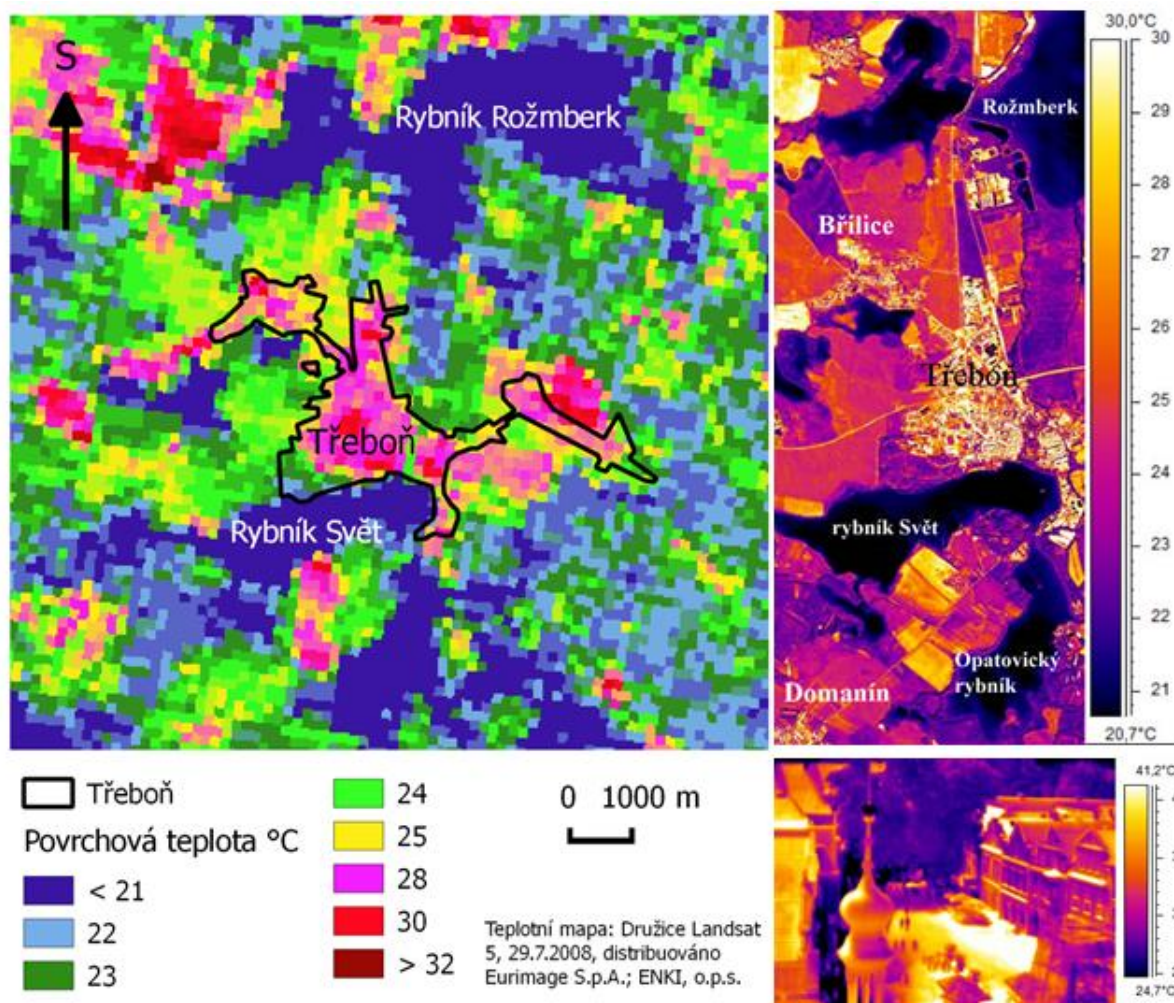 S
Rybník Rožmberk
Třeboň
Rybník Svět
30,0°C
30
29
28
27
26
25
24
23
22
21
20,7°C
Rožmberk
Břilice
Třeboň
rybník Svět
Opatovický
rybník
Domanín
Třeboň
Povrchová teplota °C
< 21
22
23
24
25
28
30
> 32
0 1000 m
Teplotní mapa: Družice Landsat
5, 29.7.2008, distribuováno
Eurimage S.p.A.; ENKI, o.p.s.
41,2°C
24,7°C